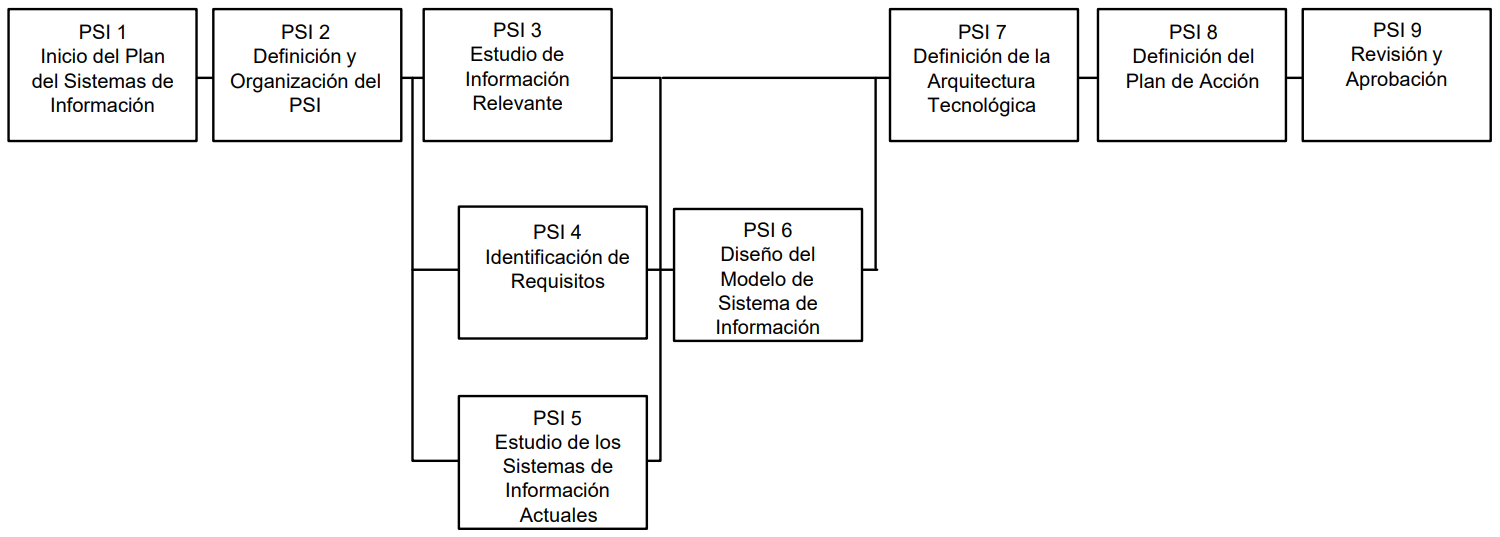 PSI 1
Inicio del Plan
del Sistemas de
Información
PSI 2
Definición y
Organización del
PSI
PSI 3
Estudio de
Información
Relevante
PSI 7
Definición de la
Arquitectura
Tecnológica
PSI 8
Definición del
Plan de Acción
PSI 9
Revisión y
Aprobación
PSI 4
Identificación de
Requisitos
PSI 6
Diseño del
Modelo de
Sistema de
Información
PSI 5
Estudio de los
Sistemas de
Información
Actuales